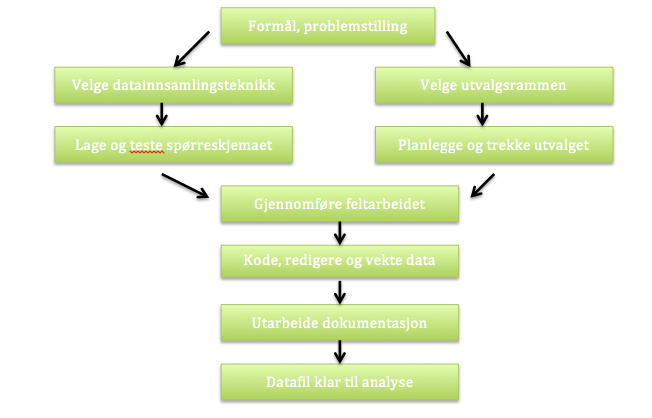 Formål, problemstilling
Velge datainnsamlingsteknikk
Velge utvalgsrammen
Lage og teste spørreskjemaet
Planlegge og trekke utvalget
Gjennomføre feltarbeidet
Kode, redigere og vekte data
Utarbeide dokumentasjon
Datafil klar til analyse